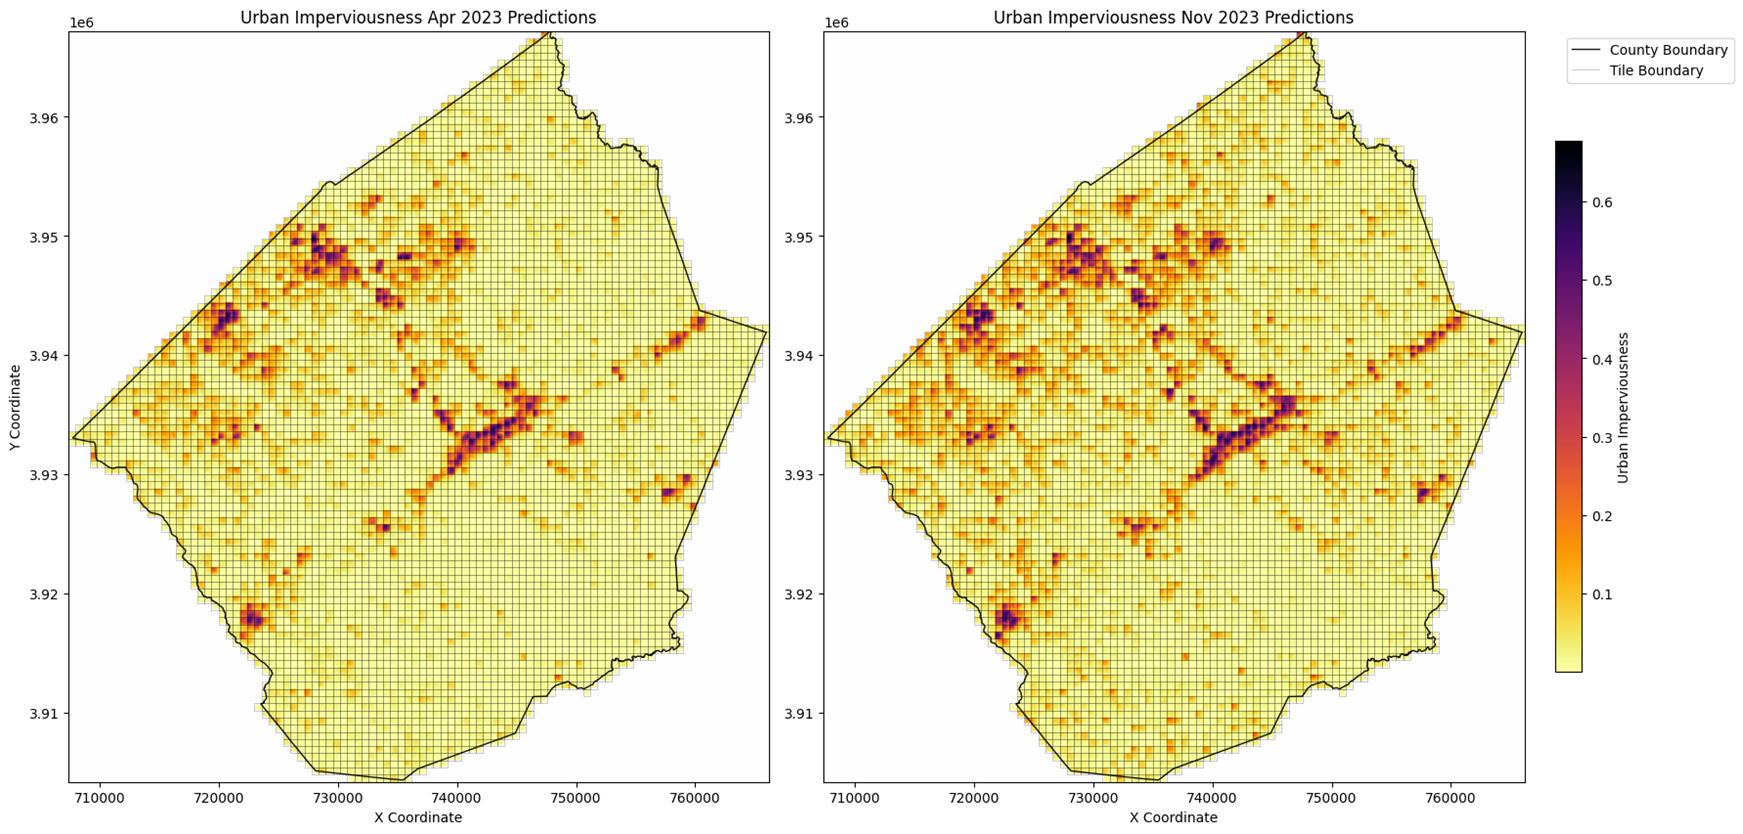 Urban Imperviousness Apr 2023 Predictions
1e6
3.96
3.95
3.94
3.93
3.92
3.91
Y Coordinate
710000 720000 730000 740000 750000 760000
X Coordinate
Urban Imperviousness Nov 2023 Predictions
1e6
3.96
3.95
3.94
3.93
3.92
3.91
710000 720000 730000 740000 750000 760000
X Coordinate
County Boundary
Tile Boundary
0.6
0.5
0.4
0.3
0.2
0.1
Urban Imperviousness